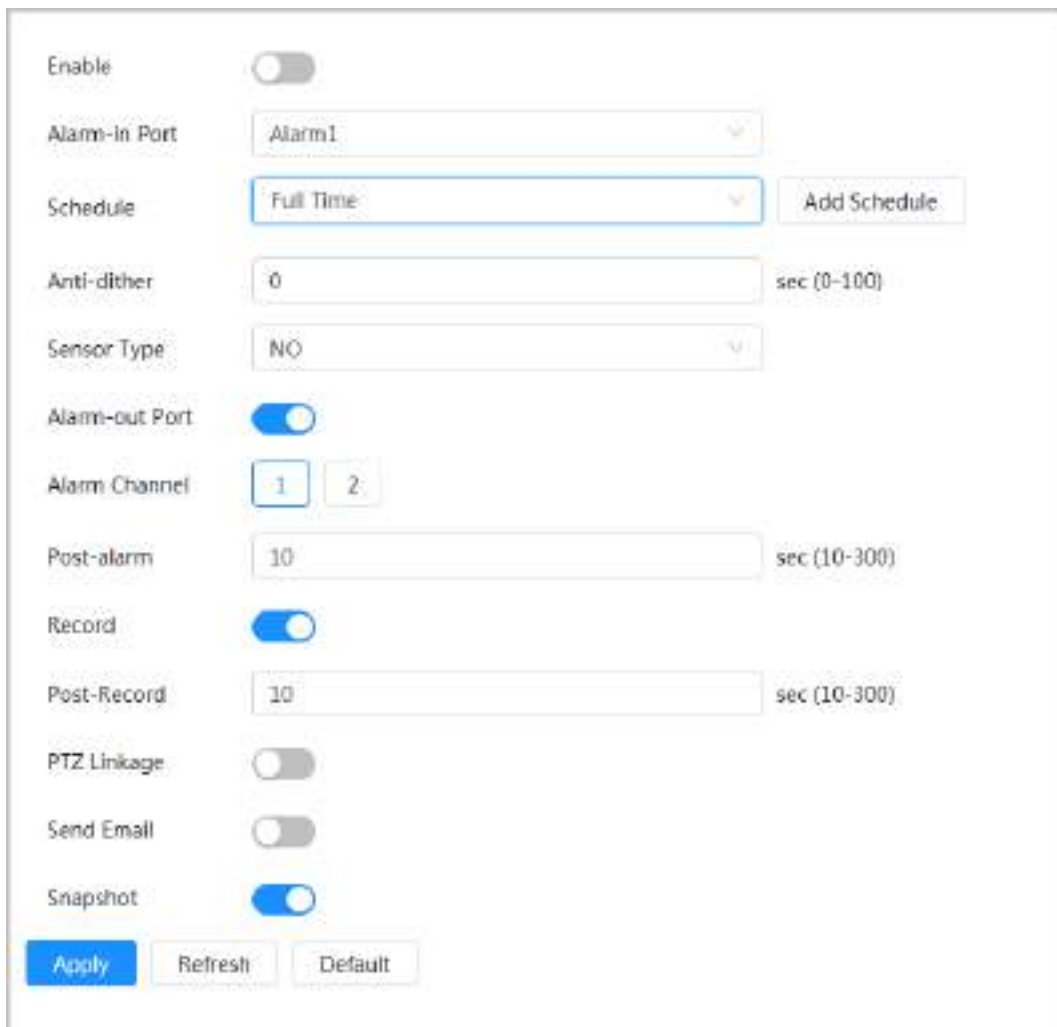 Enable
Alarm-in Port Alarm1
Schedule Full Time Add Schedule
Anti-dither 0 sec (0-100)
Sensor Type NO
Alarm-out Port
Alarm Channel 1 2
Post-alarm 10 sec (10-300)
Record
Post-Record 10 sec (10-300)
PTZ Linkage
Send Email
Snapshot
Apply Refresh Default